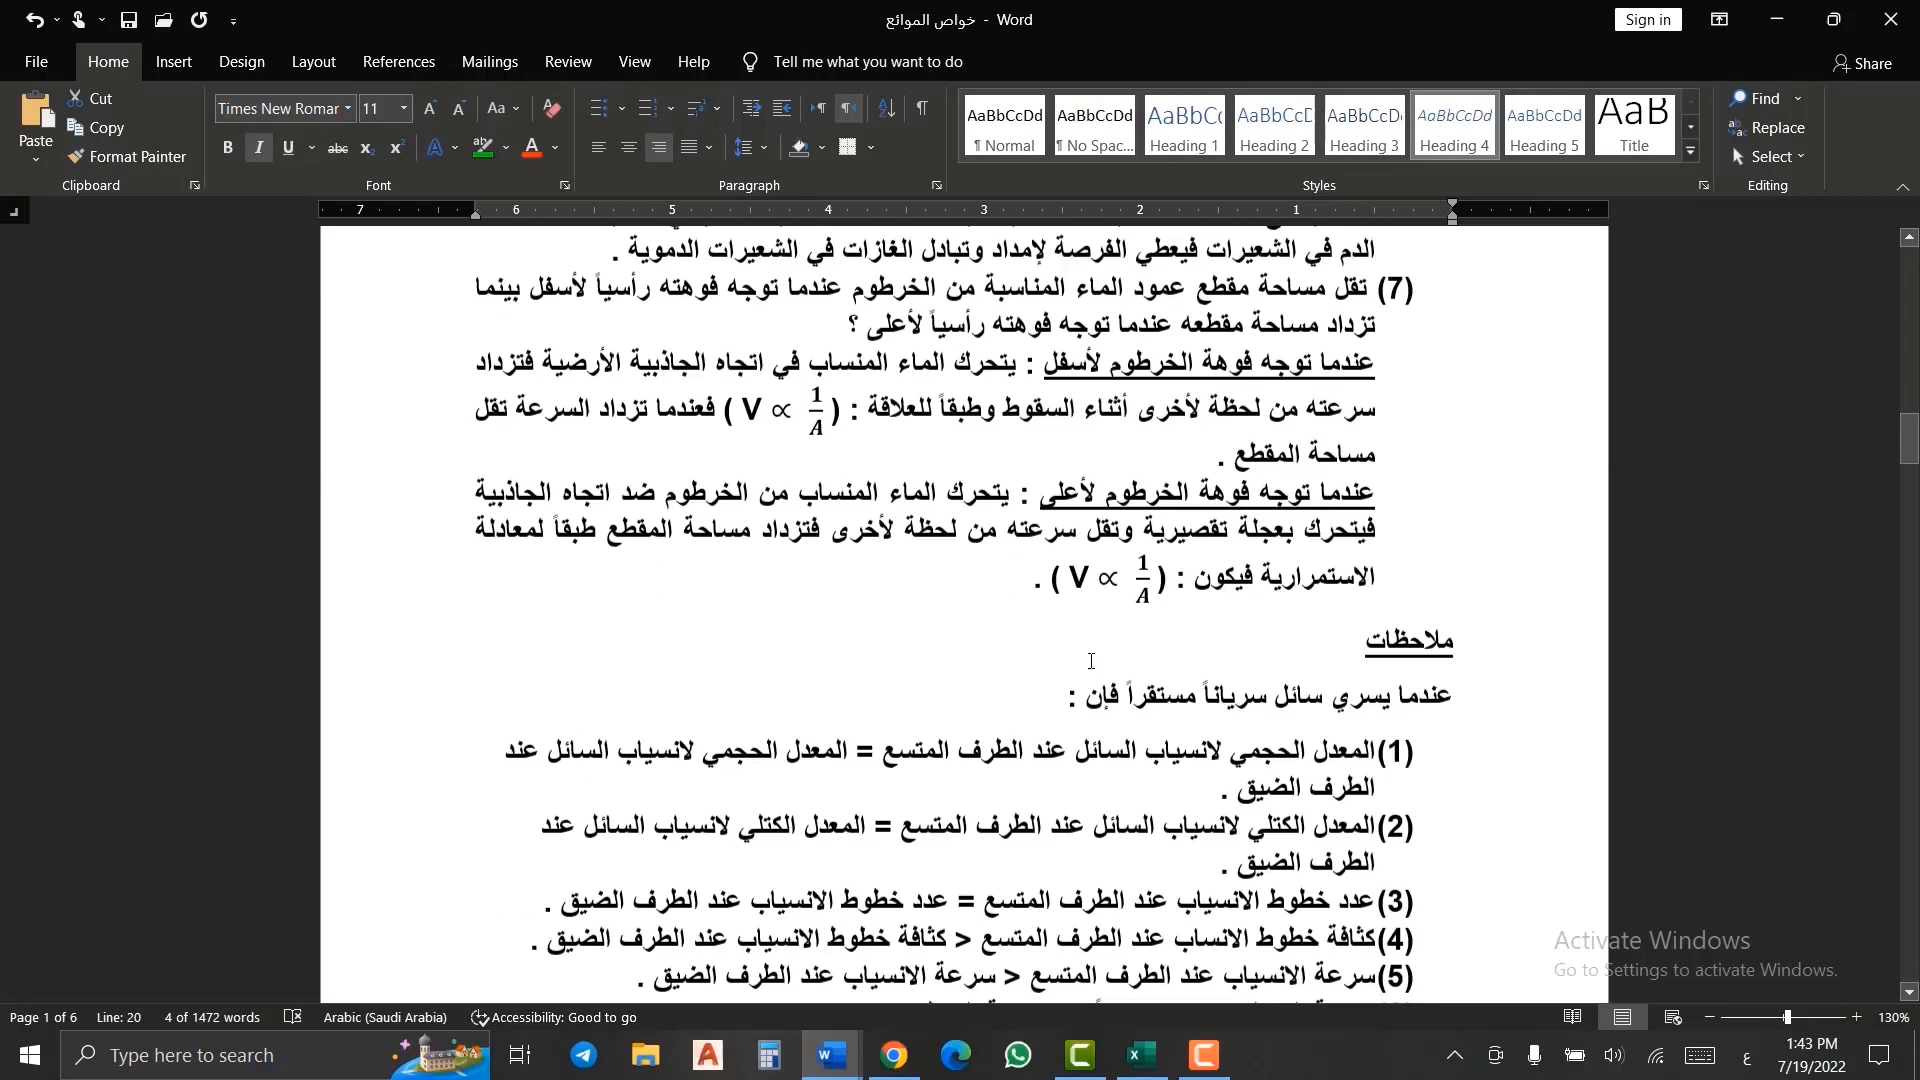 خواص الموائع - Word
Sign in
File Home Insert Design Layout References Mailings Review View Help Tell me what you want to do Share
Paste
Cut
Copy
Format Painter
Clipboard
Times New Romar 11
Font
Paragraph
AaBbCcDd AaBbCcDd AaBbC( AaBbCcD AaBbCcD AaBbCcDd AaBbCcDd AaB
¶ Normal ¶ No Spac... Heading 1 Heading 2 Heading 3 Heading 4 Heading 5 Title
Styles
Find
Replace
Select
Editing
7 6 5 4 3 2 1
الدم في الشعيرات فيعطي الفرصة لإمداد وتبادل الغازات في الشعيرات الدموية .
(7) تقل مساحة مقطع عمود الماء المناسبة من الخرطوم عندما توجه فوهته رأسياً لأسفل بينما
تزداد مساحة مقطعه عندما توجه فوهته رأسياً لأعلى ؟
عندما توجه فوهة الخرطوم لأسفل : يتحرك الماء المنساب في اتجاه الجاذبية الأرضية فتزداد
سرعته من لحظة لأخرى أثناء السقوط وطبقاً للعلاقة : ( V ∝ 1/A ) فعندما تزداد السرعة تقل
مساحة المقطع .
عندما توجه فوهة الخرطوم لأعلى : يتحرك الماء المنساب من الخرطوم ضد اتجاه الجاذبية
فيتحرك بعجلة تقصيرية وتقل سرعته من لحظة لأخرى فتزداد مساحة المقطع طبقاً لمعادلة
الاستمرارية فيكون : ( V ∝ 1/A ) .
ملاحظات
عندما يسري سائل سرياناً مستقراً فإن :
(1) المعدل الحجمي لانسياب السائل عند الطرف المتسع = المعدل الحجمي لانسياب السائل عند
الطرف الضيق .
(2) المعدل الكتلي لانسياب السائل عند الطرف المتسع = المعدل الكتلي لانسياب السائل عند
الطرف الضيق .
(3) عدد خطوط الانسياب عند الطرف المتسع = عدد خطوط الانسياب عند الطرف الضيق .
(4) كثافة خطوط الانساب عند الطرف المتسع < كثافة خطوط الانسياب عند الطرف الضيق .
(5) سرعة الانسياب عند الطرف المتسع < سرعة الانسياب عند الطرف الضيق .
Activate Windows
Go to Settings to activate Windows.
Page 1 of 6 Line: 20 4 of 1472 words Arabic (Saudi Arabia) Accessibility: Good to go 130%
Type here to search
ع
1:43 PM
7/19/2022